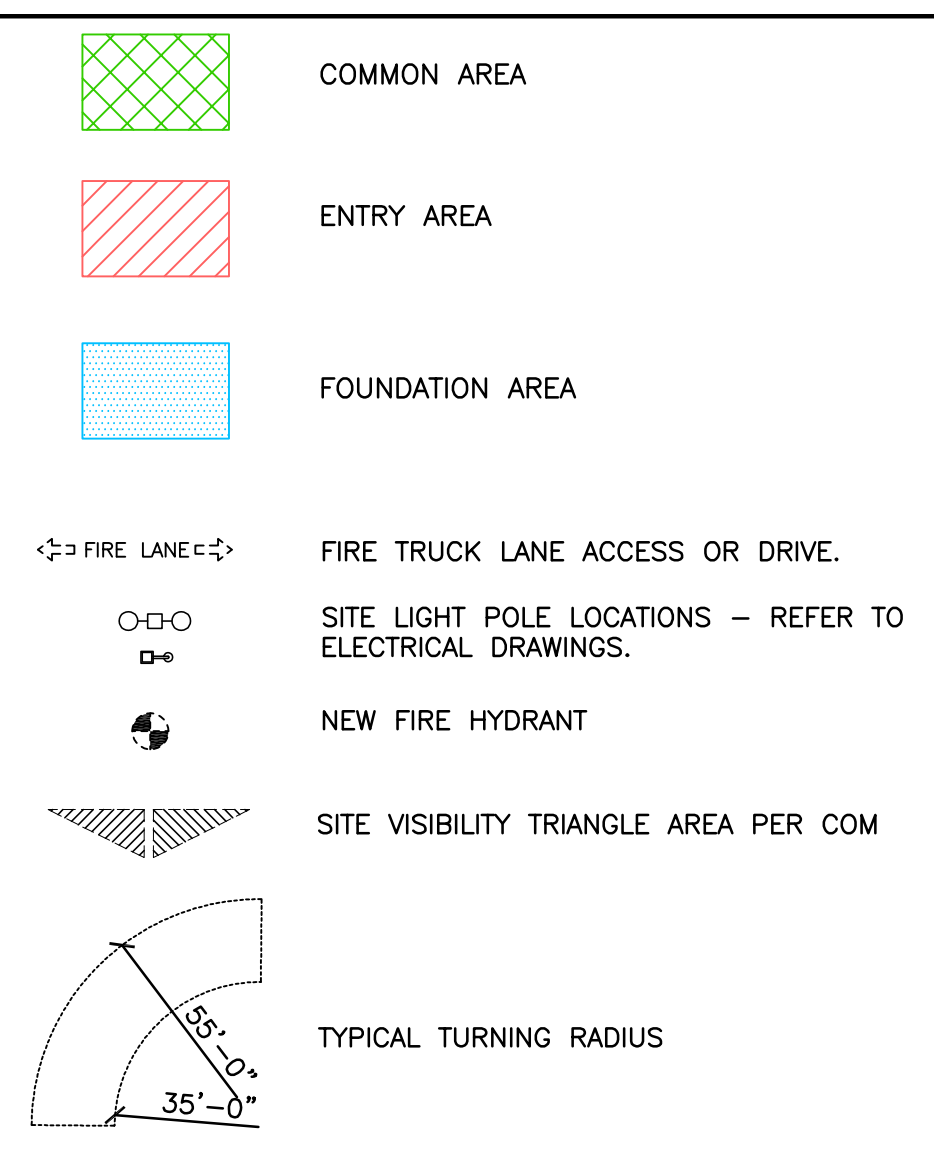 COMMON AREA
ENTRY AREA
FOUNDATION AREA
FIRE LANE
FIRE TRUCK LANE ACCESS OR DRIVE.
SITE LIGHT POLE LOCATIONS – REFER TO
ELECTRICAL DRAWINGS.
NEW FIRE HYDRANT
SITE VISIBILITY TRIANGLE AREA PER COM
55'-0"
35'-0"
TYPICAL TURNING RADIUS